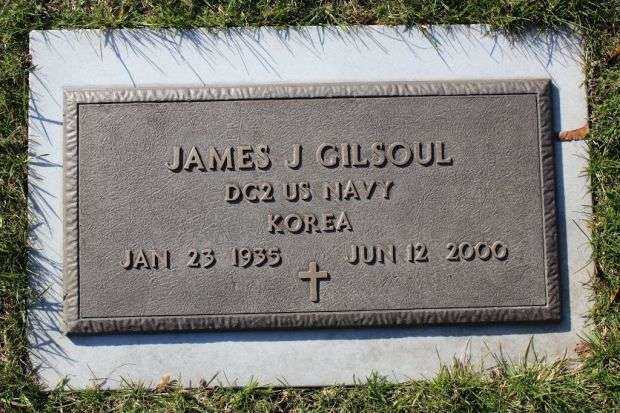 JAMES J GILSOUL
DC2 US NAVY
KOREA
JAN 23 1935 JUN 12 2000